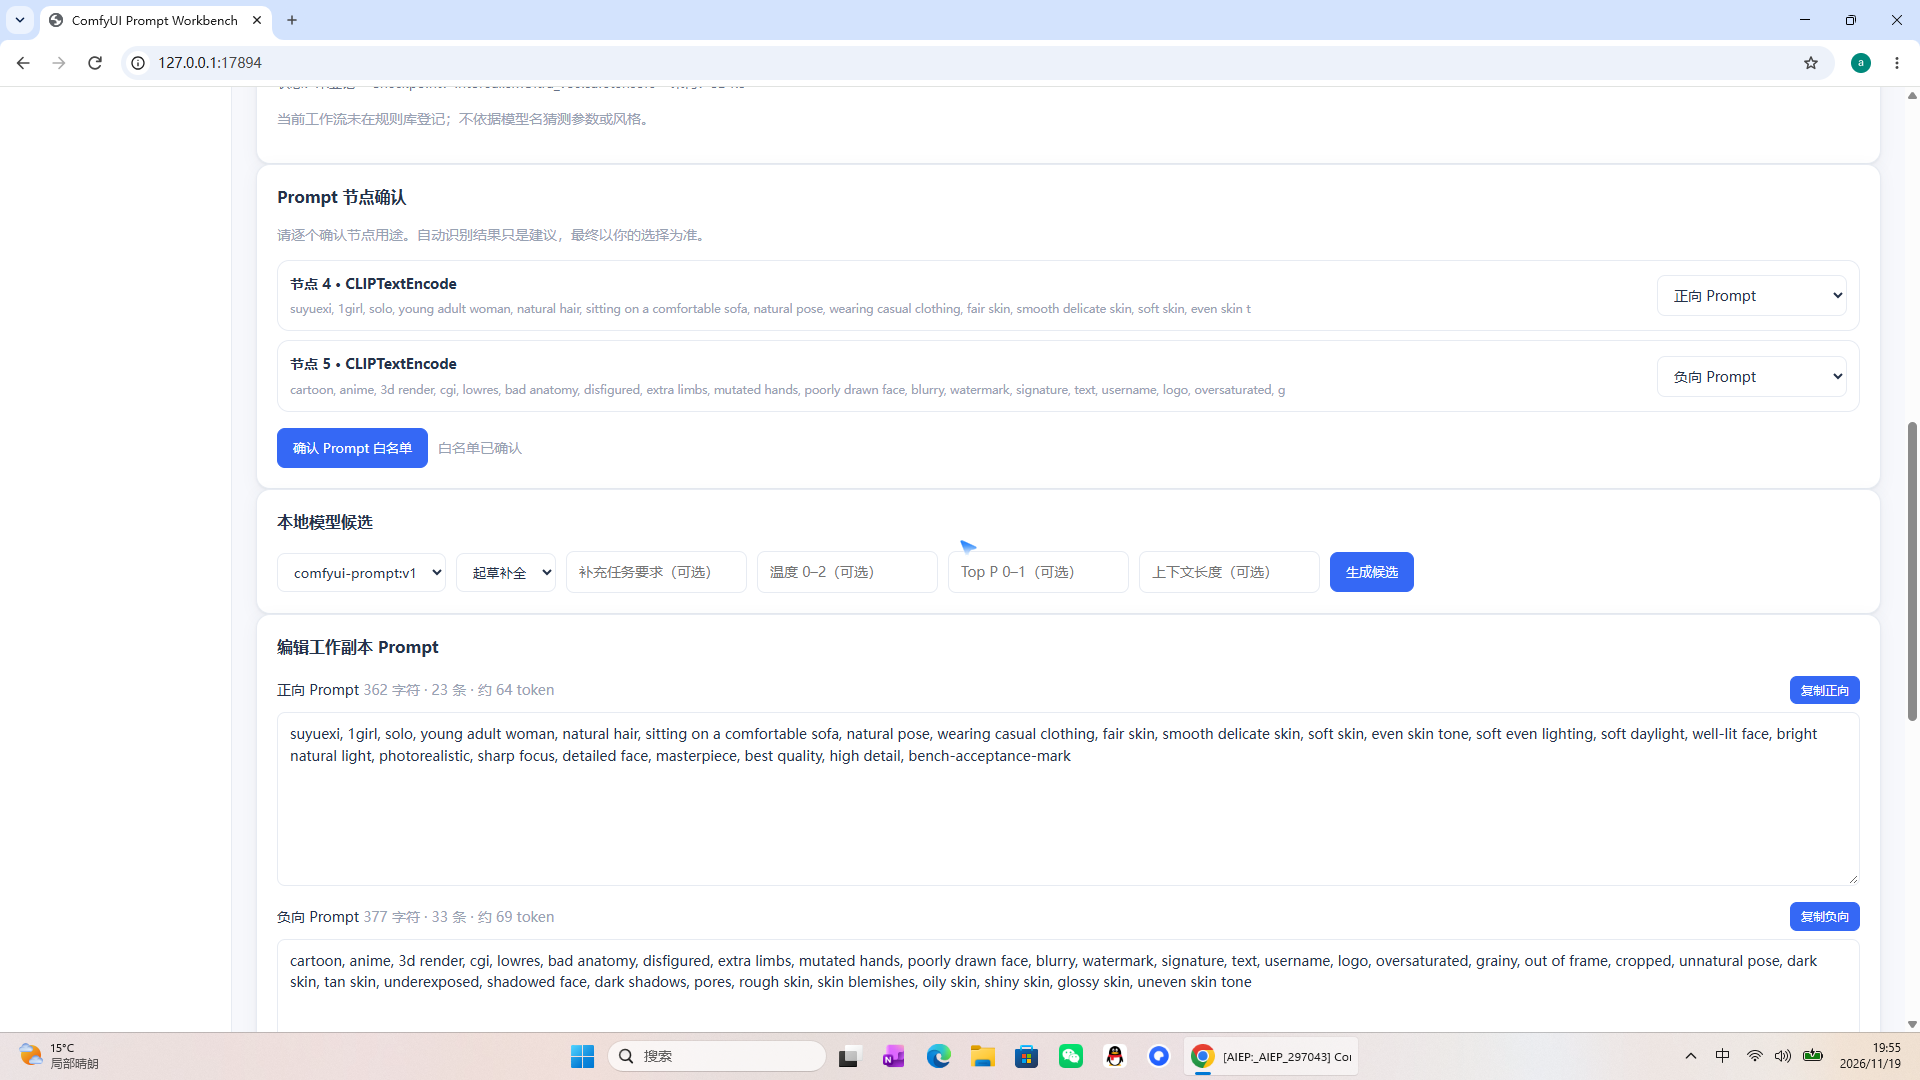 ComfyUI Prompt Workbench
127.0.0.1:17894
a
当前工作流未在规则库登记；不依据模型名猜测参数或风格。
Prompt 节点确认
请逐个确认节点用途。自动识别结果只是建议，最终以你的选择为准。
节点 4 • CLIPTextEncode
suyuexi, 1girl, solo, young adult woman, natural hair, sitting on a comfortable sofa, natural pose, wearing casual clothing, fair skin, smooth delicate skin, soft skin, even skin t
正向 Prompt
节点 5 • CLIPTextEncode
cartoon, anime, 3d render, cgi, lowres, bad anatomy, disfigured, extra limbs, mutated hands, poorly drawn face, blurry, watermark, signature, text, username, logo, oversaturated, g
负向 Prompt
确认 Prompt 白名单 白名单已确认
本地模型候选
comfyui-prompt:v1 起草补全 补充任务要求（可选） 温度 0–2（可选） Top P 0–1（可选） 上下文长度（可选） 生成候选
编辑工作副本 Prompt
正向 Prompt 362 字符 · 23 条 · 约 64 token 复制正向
suyuexi, 1girl, solo, young adult woman, natural hair, sitting on a comfortable sofa, natural pose, wearing casual clothing, fair skin, smooth delicate skin, soft skin, even skin tone, soft even lighting, soft daylight, well-lit face, bright
natural light, photorealistic, sharp focus, detailed face, masterpiece, best quality, high detail, bench-acceptance-mark
负向 Prompt 377 字符 · 33 条 · 约 69 token 复制负向
cartoon, anime, 3d render, cgi, lowres, bad anatomy, disfigured, extra limbs, mutated hands, poorly drawn face, blurry, watermark, signature, text, username, logo, oversaturated, grainy, out of frame, cropped, unnatural pose, dark
skin, tan skin, underexposed, shadowed face, dark shadows, pores, rough skin, skin blemishes, oily skin, shiny skin, glossy skin, uneven skin tone
15°C
局部晴朗
搜索
[AIEP:_AIEP_297043] Co
中
19:55
2026/11/19